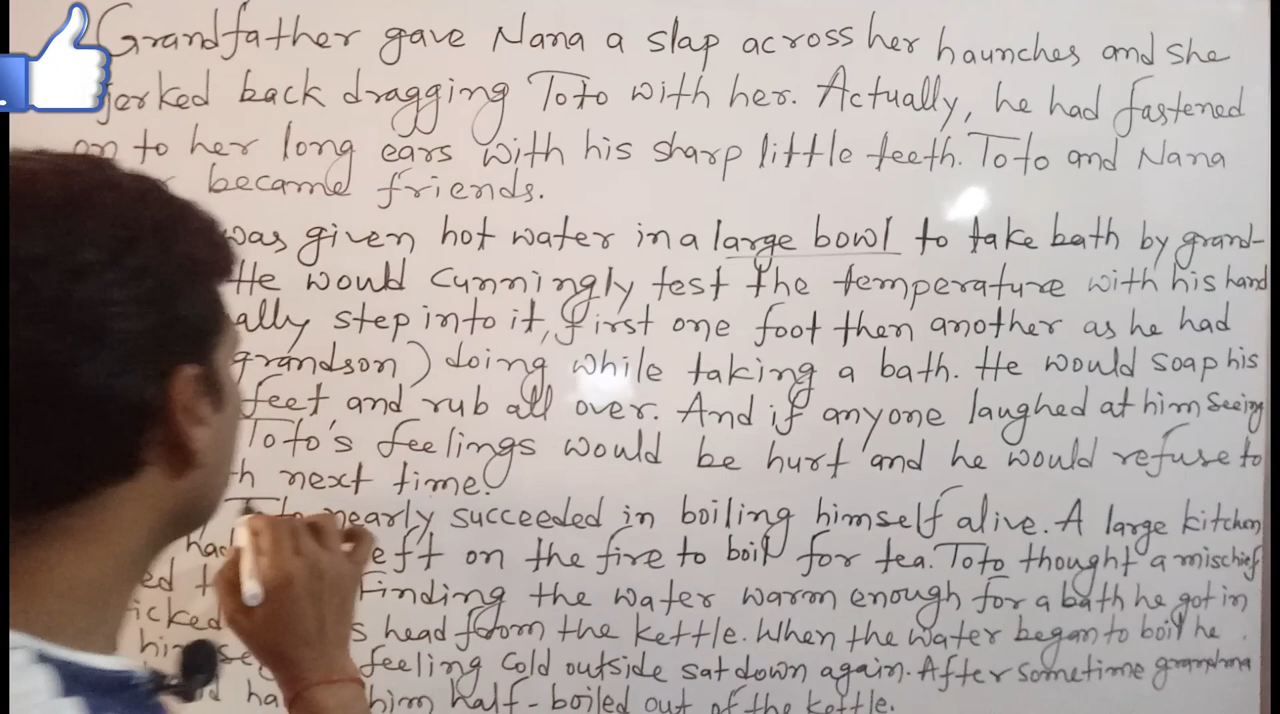 Grandfather gave Nana a slap across her haunches and she
jerked back dragging Toto with her. Actually, he had fastened
on to her long ears with his sharp little teeth. Toto and Nana
became friends.
was given hot water in a large bowl to take bath by grand-
He would cunningly test the temperature with his hand
ally step into it, first one foot then another as he had
grandson) doing while taking a bath. He would soap his
feet and rub all over. And if anyone laughed at him seeing
Toto's feelings would be hurt and he would refuse to
next time.
nearly succeeded in boiling himself alive. A large kitchen
had on the fire to boil for tea. Toto thought a mischief
Finding the water warm enough for a bath he got in
head from the kettle. When the water began to boil he
feeling cold outside sat down again. After sometime grandma
him half-boiled out of the kettle.